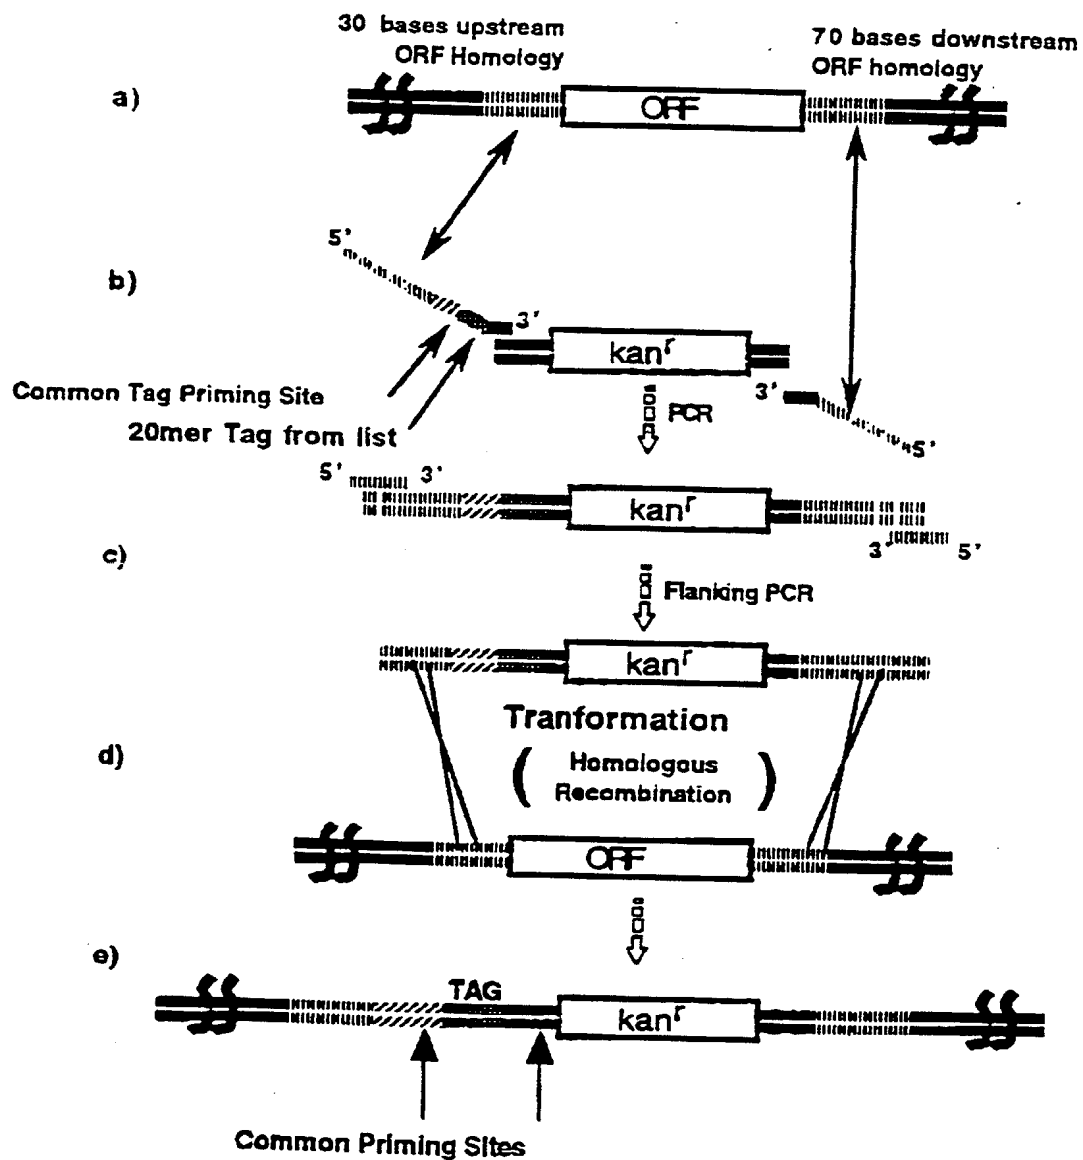 30 bases upstream
ORF Homology
70 bases downstream
ORF homology
a)
ORF
5'
b)
3'
kanr
3'
Common Tag Priming Site
PCR
20mer Tag from list
5'
5' 3'
kanr
3' 5'
c)
Flanking PCR
kanr
Tranformation
d)
( Homologous
Recombination )
ORF
e)
TAG
kanr
Common Priming Sites